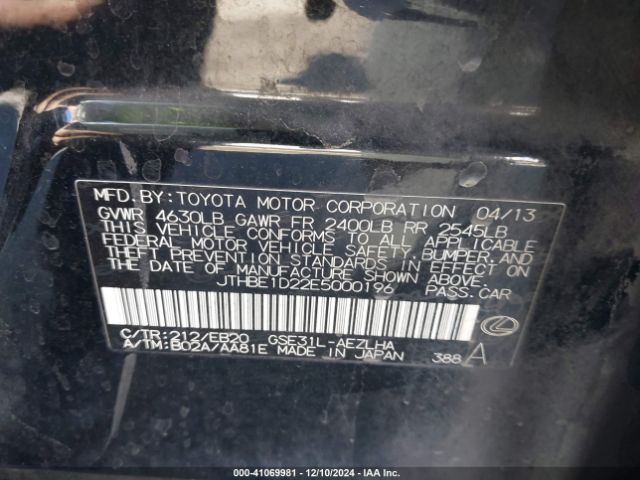 MFD. BY: TOYOTA MOTOR CORPORATION 04/13
GVWR 4630LB GAWR FR 2400LB RR 2545LB
THIS VEHICLE CONFORMS TO ALL APPLICABLE
FEDERAL MOTOR VEHICLE SAFETY, BUMPER, AND
THEFT PREVENTION STANDARDS IN EFFECT ON
THE DATE OF MANUFACTURE SHOWN ABOVE.
JTHBE1D22E5000196 PASS. CAR
C/TR: 212/EB20 GSE31L-AEZLHA
A/TM: B02A/AA81E MADE IN JAPAN 388 A
000-41069981 - 12/10/2024 - IAA Inc.